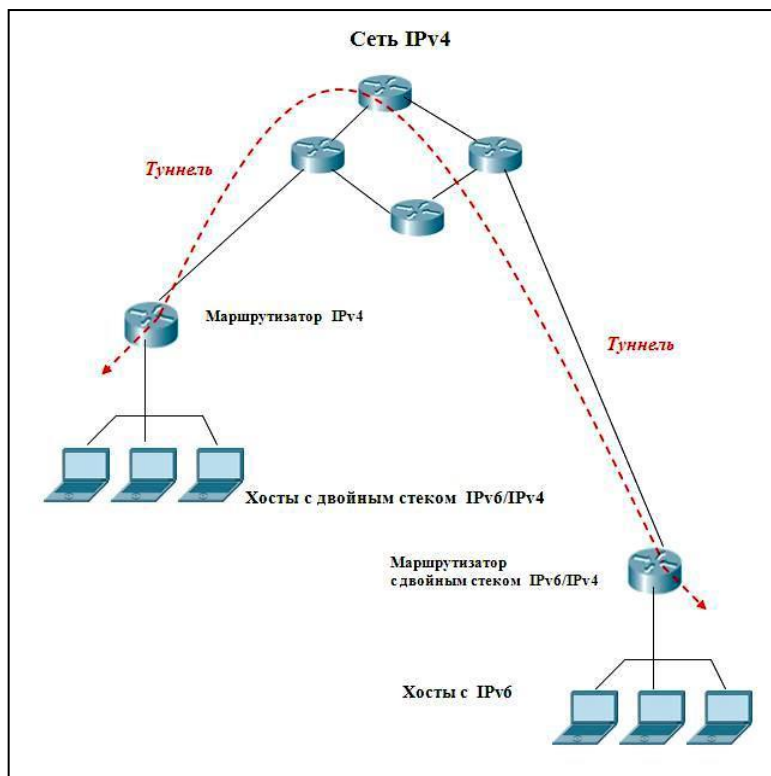 Сеть IPv4
Туннель
Маршрутизатор IPv4
Туннель
Хосты с двойным стеком IPv6/IPv4
Маршрутизатор
с двойным стеком IPv6/IPv4
Хосты с IPv6